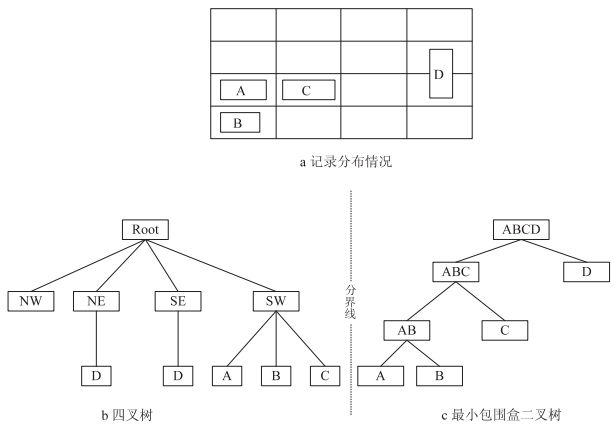 D
A C
B
a 记录分布情况
Root
NW NE SE SW
D D A B C
b 四叉树
分界线
ABCD
ABC D
AB C
A B
c 最小包围盒二叉树